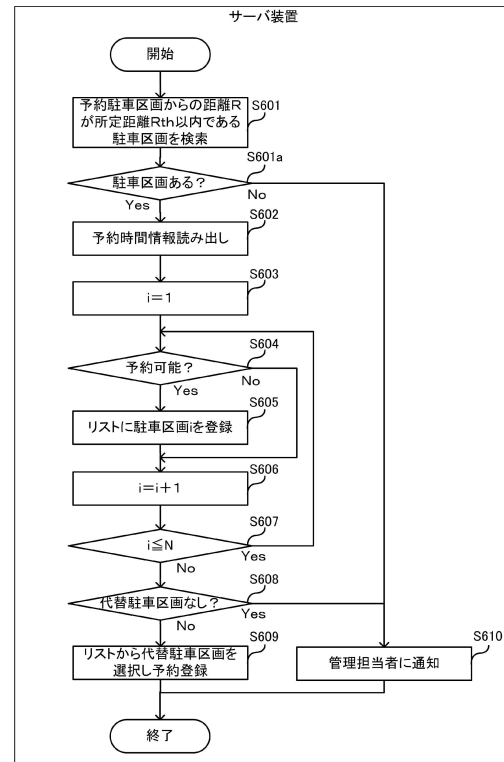 サーバ装置
開始
予約駐車区画からの距離R
が所定距離Rth以内である
駐車区画を検索
S601
駐車区画ある?
S601a
Yes
No
予約時間情報読み出し
S602
i=1
S603
予約可能?
S604
No
Yes
リストに駐車区画iを登録
S605
i=i+1
S606
i≦N
S607
Yes
No
代替駐車区画なし?
S608
Yes
No
リストから代替駐車区画を
選択し予約登録
S609
管理担当者に通知
S610
終了